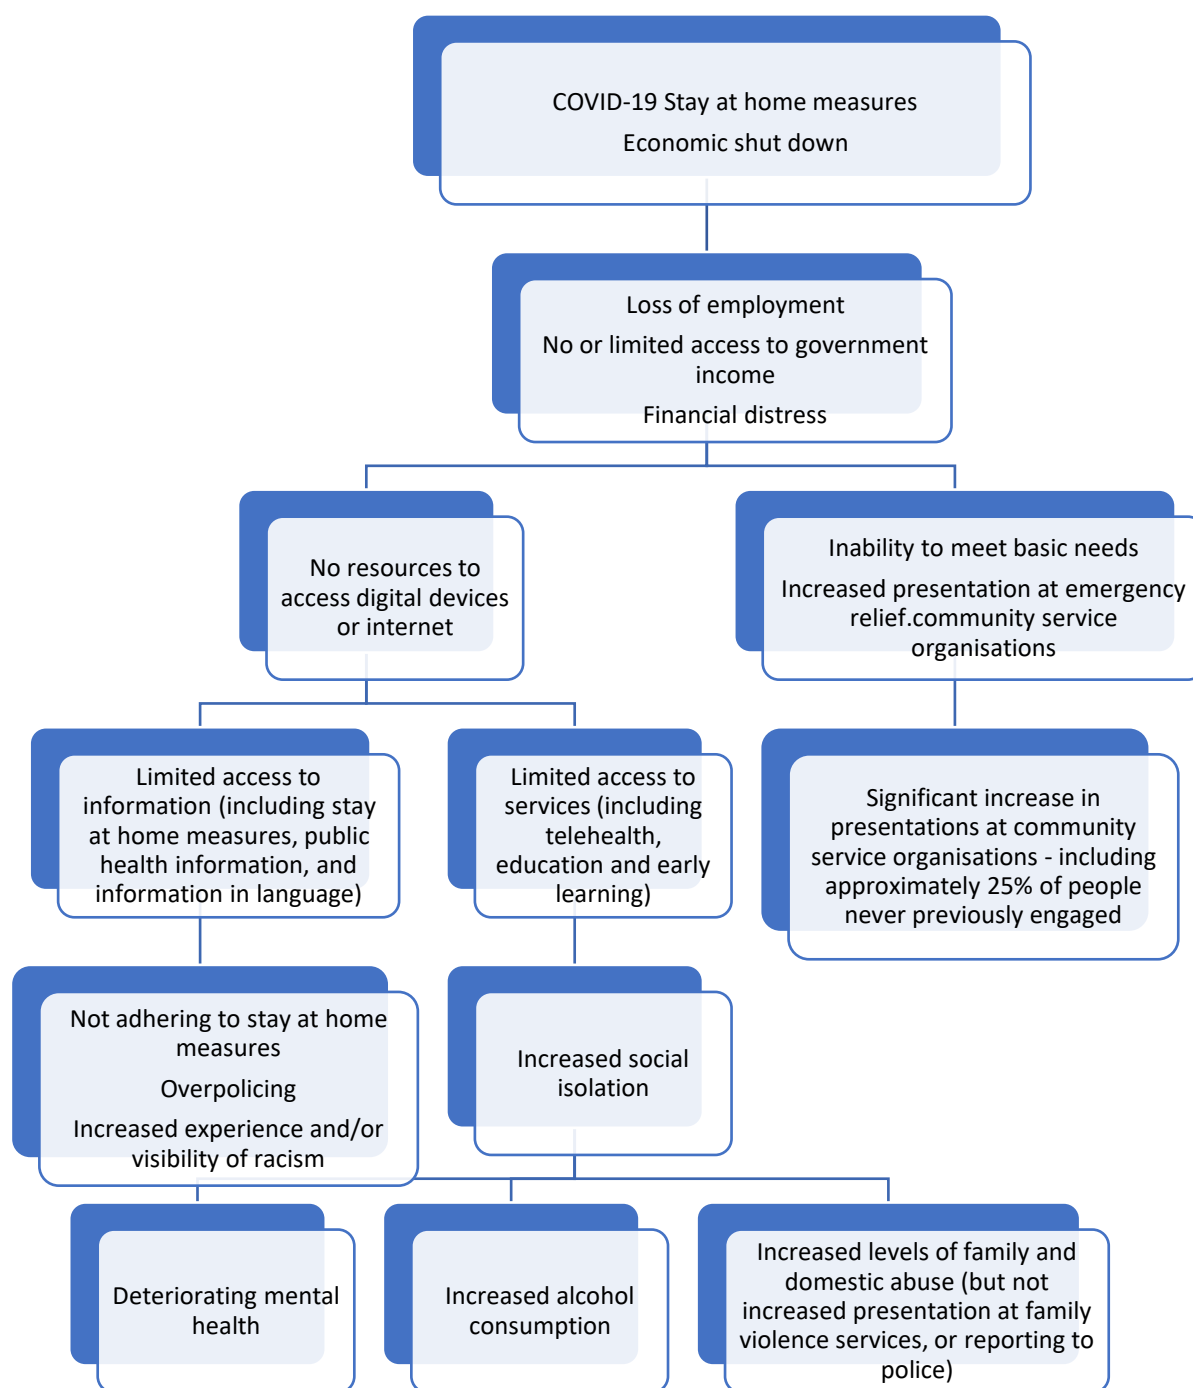 COVID-19 Stay at home measures
Economic shut down
Loss of employment
No or limited access to government
income
Financial distress
No resources to
access digital devices
or internet
Inability to meet basic needs
Increased presentation at emergency
relief.community service
organisations
Limited access to
information (including stay
at home measures, public
health information, and
information in language)
Limited access to
services (including
telehealth,
education and early
learning)
Significant increase in
presentations at community
service organisations - including
approximately 25% of people
never previously engaged
Not adhering to stay at home
measures
Overpolicing
Increased experience and/or
visibility of racism
Increased social
isolation
Deteriorating mental
health
Increased alcohol
consumption
Increased levels of family and
domestic abuse (but not
increased presentation at family
violence services, or reporting to
police)